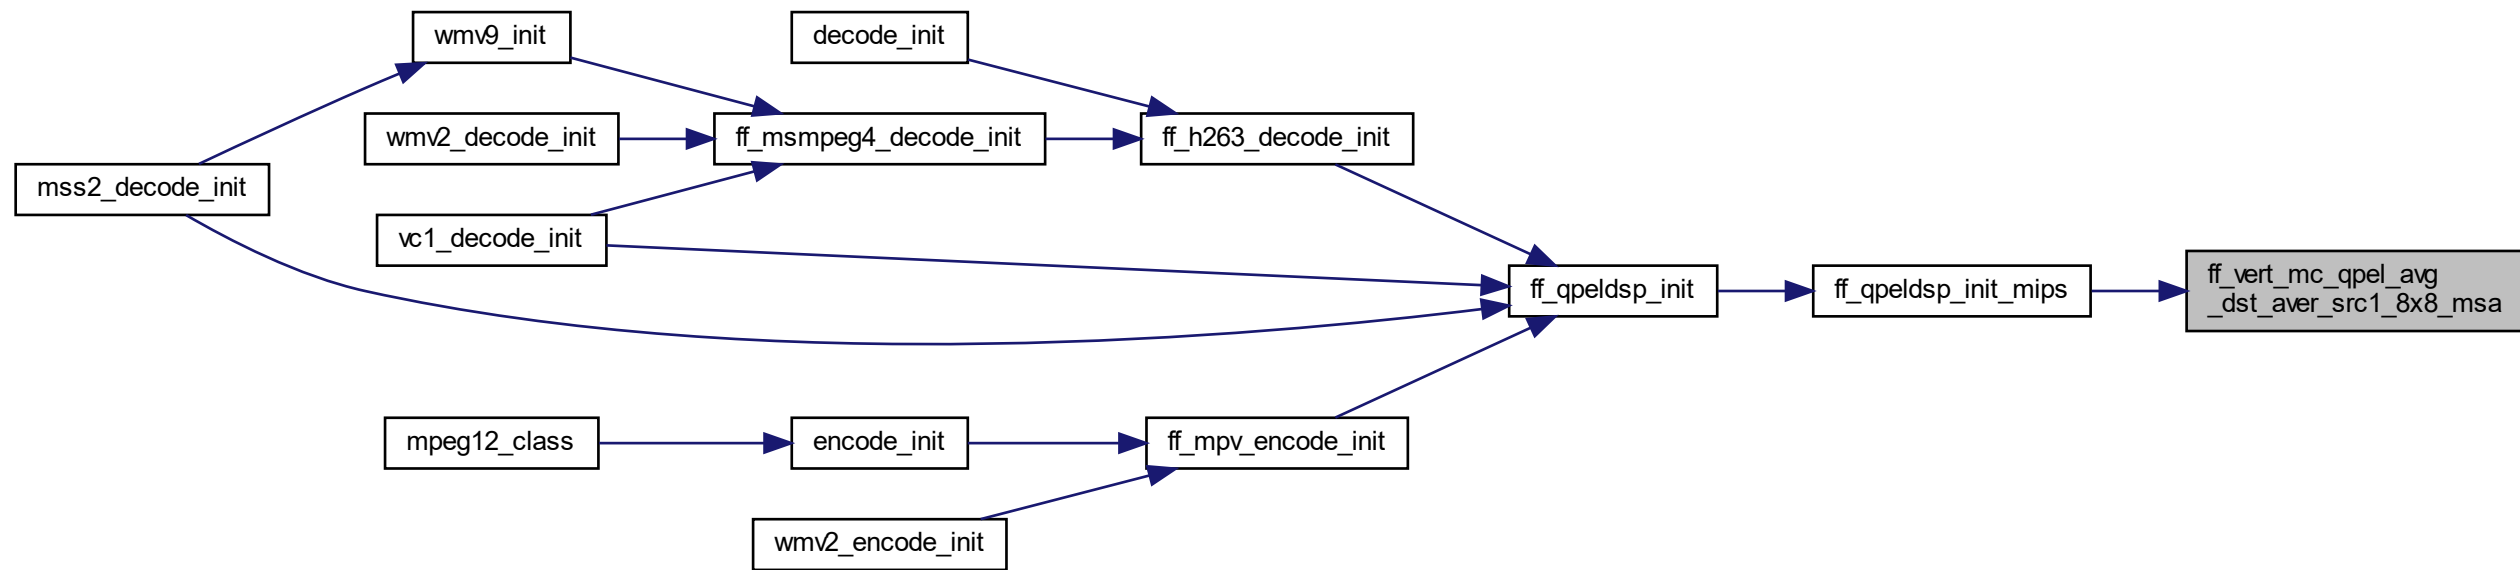 wmv9_init
decode_init
wmv2_decode_init
ff_msmpeg4_decode_init
ff_h263_decode_init
mss2_decode_init
vc1_decode_init
ff_qpeldsp_init
ff_qpeldsp_init_mips
ff_vert_mc_qpel_avg
_dst_aver_src1_8x8_msa
mpeg12_class
encode_init
ff_mpv_encode_init
wmv2_encode_init